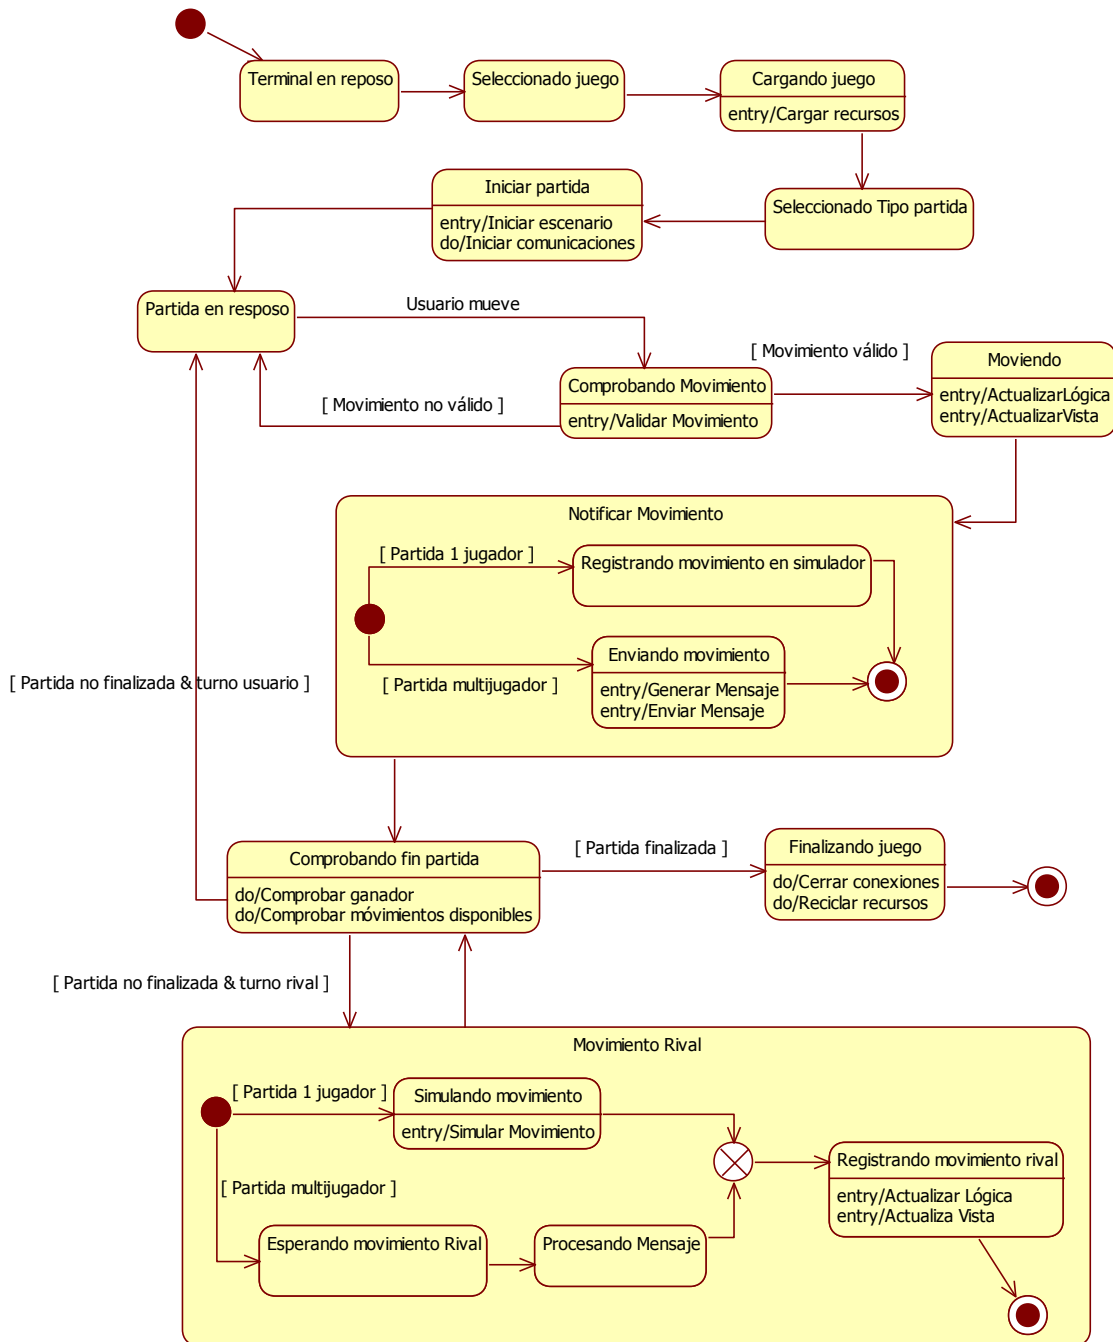 Terminal en reposo
Seleccionado juego
Cargando juego
entry/Cargar recursos
Iniciar partida
entry/Iniciar escenario
do/Iniciar comunicaciones
Seleccionado Tipo partida
Partida en resposo
Usuario mueve
[ Movimiento válido ]
Moviendo
entry/ActualizarLógica
entry/ActualizarVista
Comprobando Movimiento
entry/Validar Movimiento
[ Movimiento no válido ]
Notificar Movimiento
[ Partida 1 jugador ]
Registrando movimiento en simulador
Enviando movimiento
entry/Generar Mensaje
entry/Enviar Mensaje
[ Partida multijugador ]
[ Partida no finalizada & turno usuario ]
Comprobando fin partida
do/Comprobar ganador
do/Comprobar móvimientos disponibles
[ Partida finalizada ]
Finalizando juego
do/Cerrar conexiones
do/Reciclar recursos
[ Partida no finalizada & turno rival ]
Movimiento Rival
[ Partida 1 jugador ]
Simulando movimiento
entry/Simular Movimiento
Registrando movimiento rival
entry/Actualizar Lógica
entry/Actualiza Vista
[ Partida multijugador ]
Esperando movimiento Rival
Procesando Mensaje